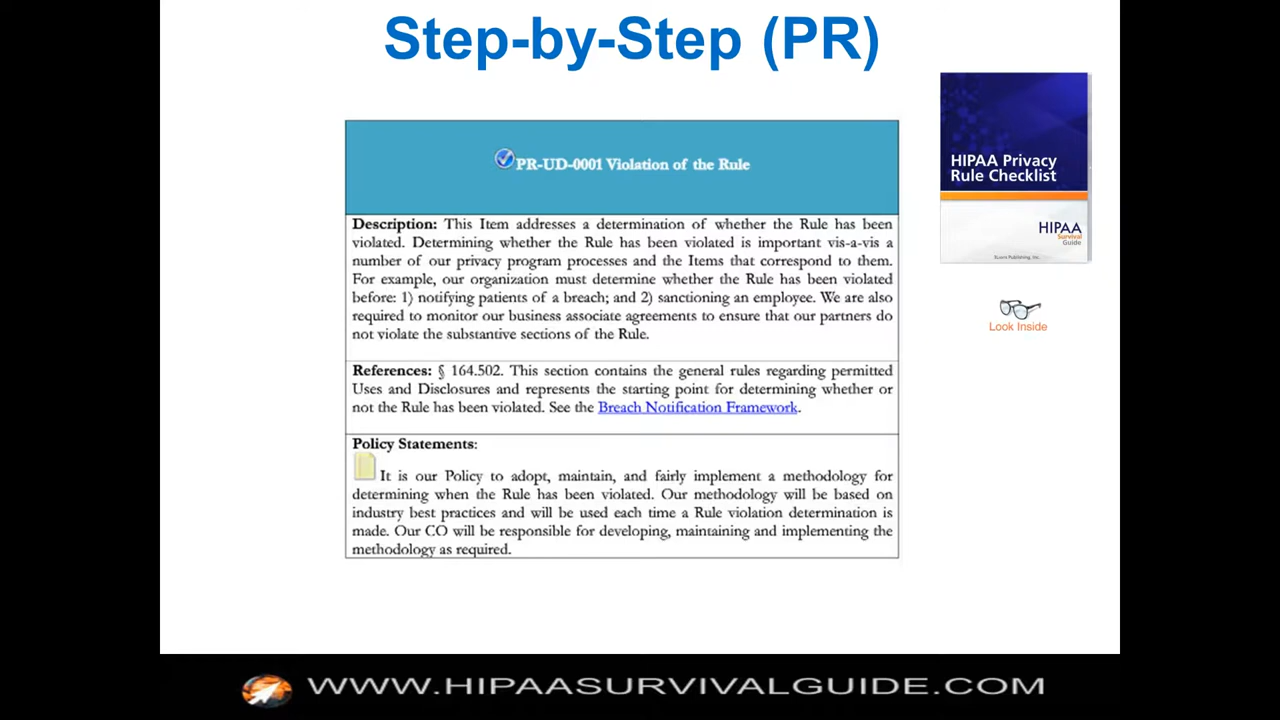 Step-by-Step (PR)
PR-UD-0001 Violation of the Rule
Description: This Item addresses a determination of whether the Rule has been
violated. Determining whether the Rule has been violated is important vis-a-vis a
number of our privacy program processes and the Items that correspond to them.
For example, our organization must determine whether the Rule has been violated
before: 1) notifying patients of a breach; and 2) sanctioning an employee. We are also
required to monitor our business associate agreements to ensure that our partners do
not violate the substantive sections of the Rule.
References: § 164.502. This section contains the general rules regarding permitted
Uses and Disclosures and represents the starting point for determining whether or
not the Rule has been violated. See the Breach Notification Framework.
Policy Statements:
It is our Policy to adopt, maintain, and fairly implement a methodology for
determining when the Rule has been violated. Our methodology will be based on
industry best practices and will be used each time a Rule violation determination is
made. Our CO will be responsible for developing, maintaining and implementing the
methodology as required.
HIPAA Privacy
Rule Checklist
HIPAA
Survival
Guide
Publishing, Inc.
Look Inside
WWW.HIPAASURVIVALGUIDE.COM